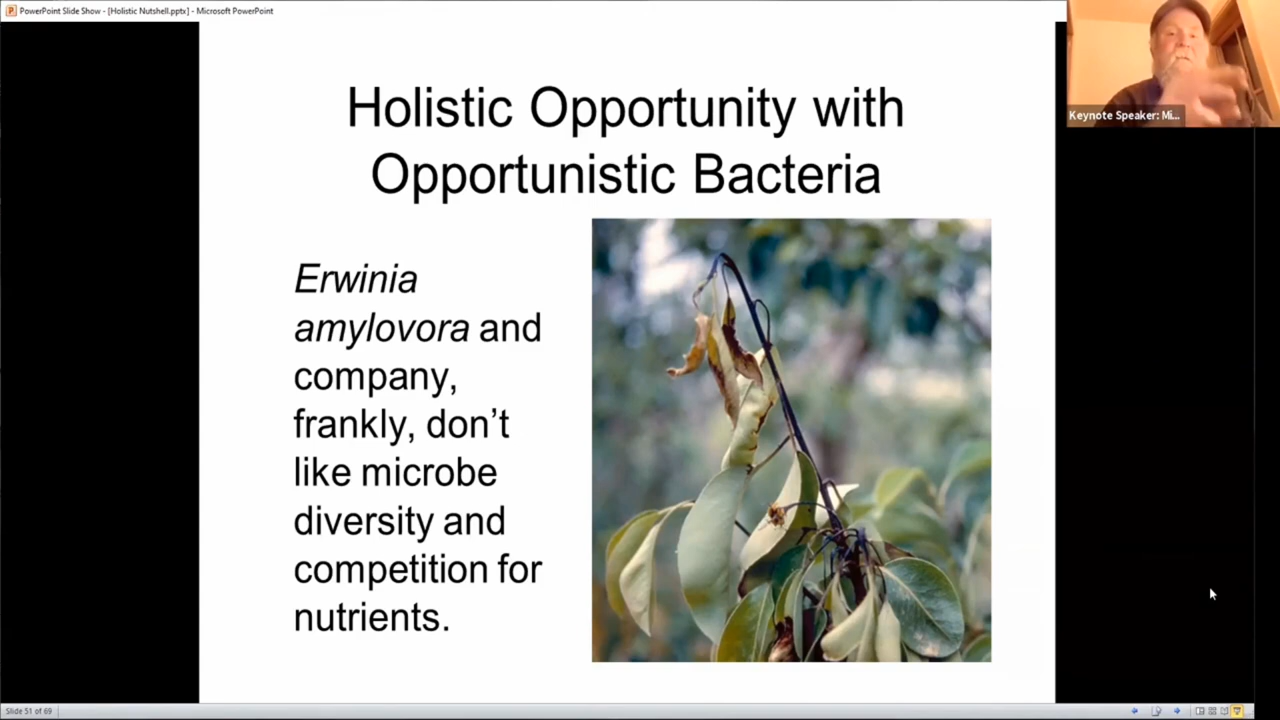 PowerPoint Slide Show - [Holistic Nutshell.pptx] - Microsoft PowerPoint
Keynote Speaker: Mi...
Holistic Opportunity with
Opportunistic Bacteria
Erwinia
amylovora and
company,
frankly, don’t
like microbe
diversity and
competition for
nutrients.
Slide 51 of 69